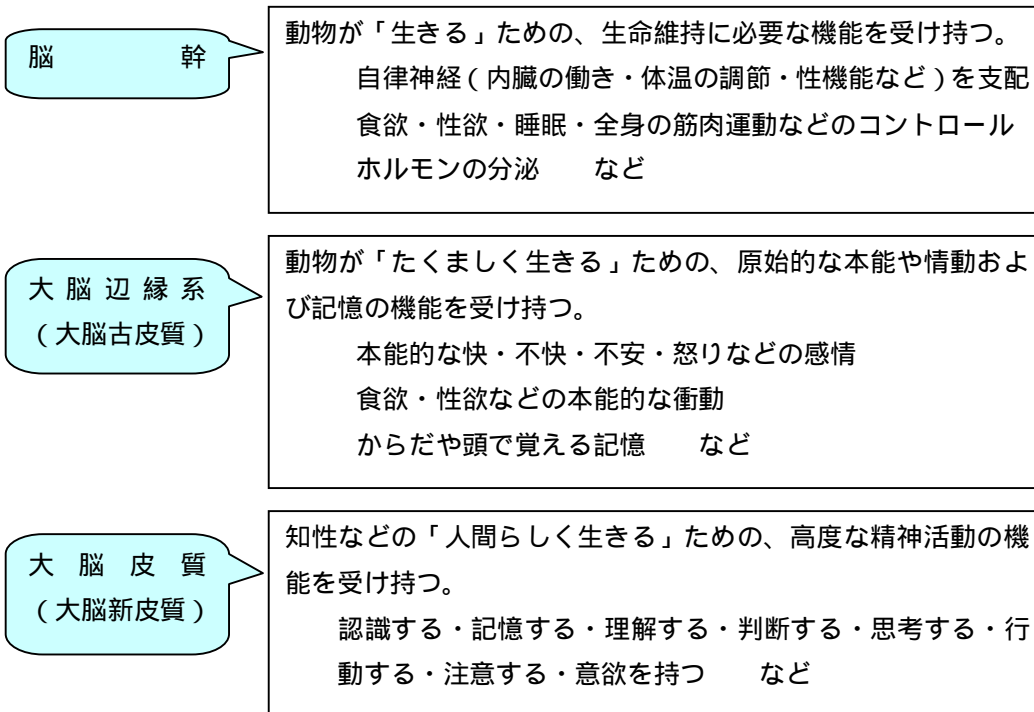 脳幹
動物が「生きる」ための、生命維持に必要な機能を受け持つ。
自律神経(内臓の働き・体温の調節・性機能など)を支配
食欲・性欲・睡眠・全身の筋肉運動などのコントロール
ホルモンの分泌　　など
大脳辺縁系
(大脳古皮質)
動物が「たくましく生きる」ための、原始的な本能や情動およ
び記憶の機能を受け持つ。
本能的な快・不快・不安・怒りなどの感情
食欲・性欲などの本能的な衝動
からだや頭で覚える記憶　　など
大脳皮質
(大脳新皮質)
知性などの「人間らしく生きる」ための、高度な精神活動の機
能を受け持つ。
認識する・記憶する・理解する・判断する・思考する・行
動する・注意する・意欲を持つ　　など